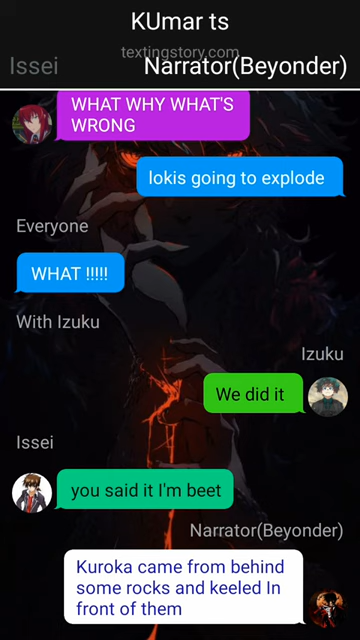 KUmar ts
textingstory.com
Issei
Narrator(Beyonder)
WHAT WHY WHAT'S
WRONG
lokis going to explode
Everyone
WHAT !!!!!
With Izuku
Izuku
We did it
Issei
you said it I'm beet
Narrator(Beyonder)
Kuroka came from behind
some rocks and keeled In
front of them